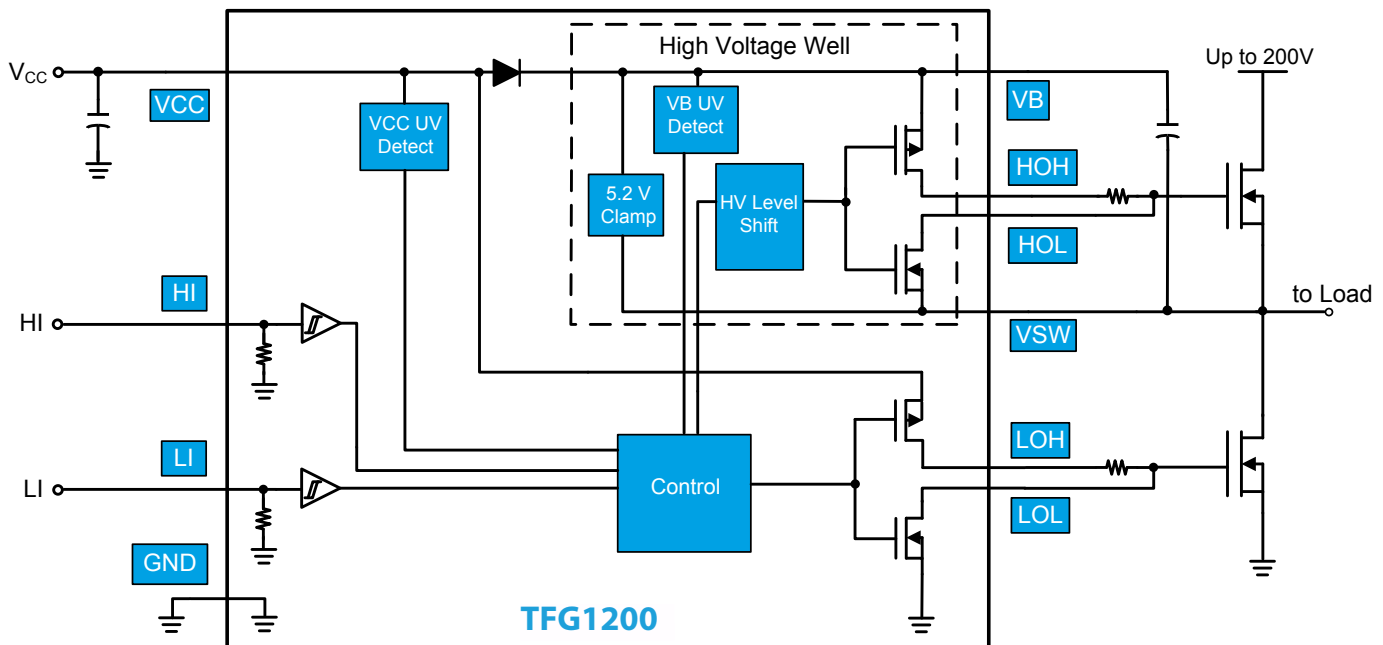 High Voltage Well
Up to 200V
VCC
VCC
VCC UV
Detect
VB UV
Detect
VB
HOH
5.2 V
Clamp
HV Level
Shift
HOL
HI
HI
to Load
VSW
LI
LI
Control
LOH
LOL
GND
TFG1200